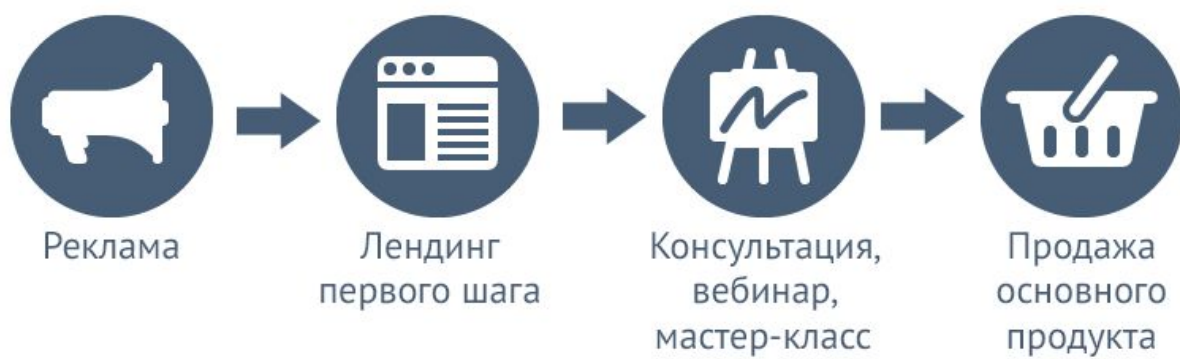 Реклама
Лендинг
первого шага
Консультация,
вебинар,
мастер-класс
Продажа
основного
продукта